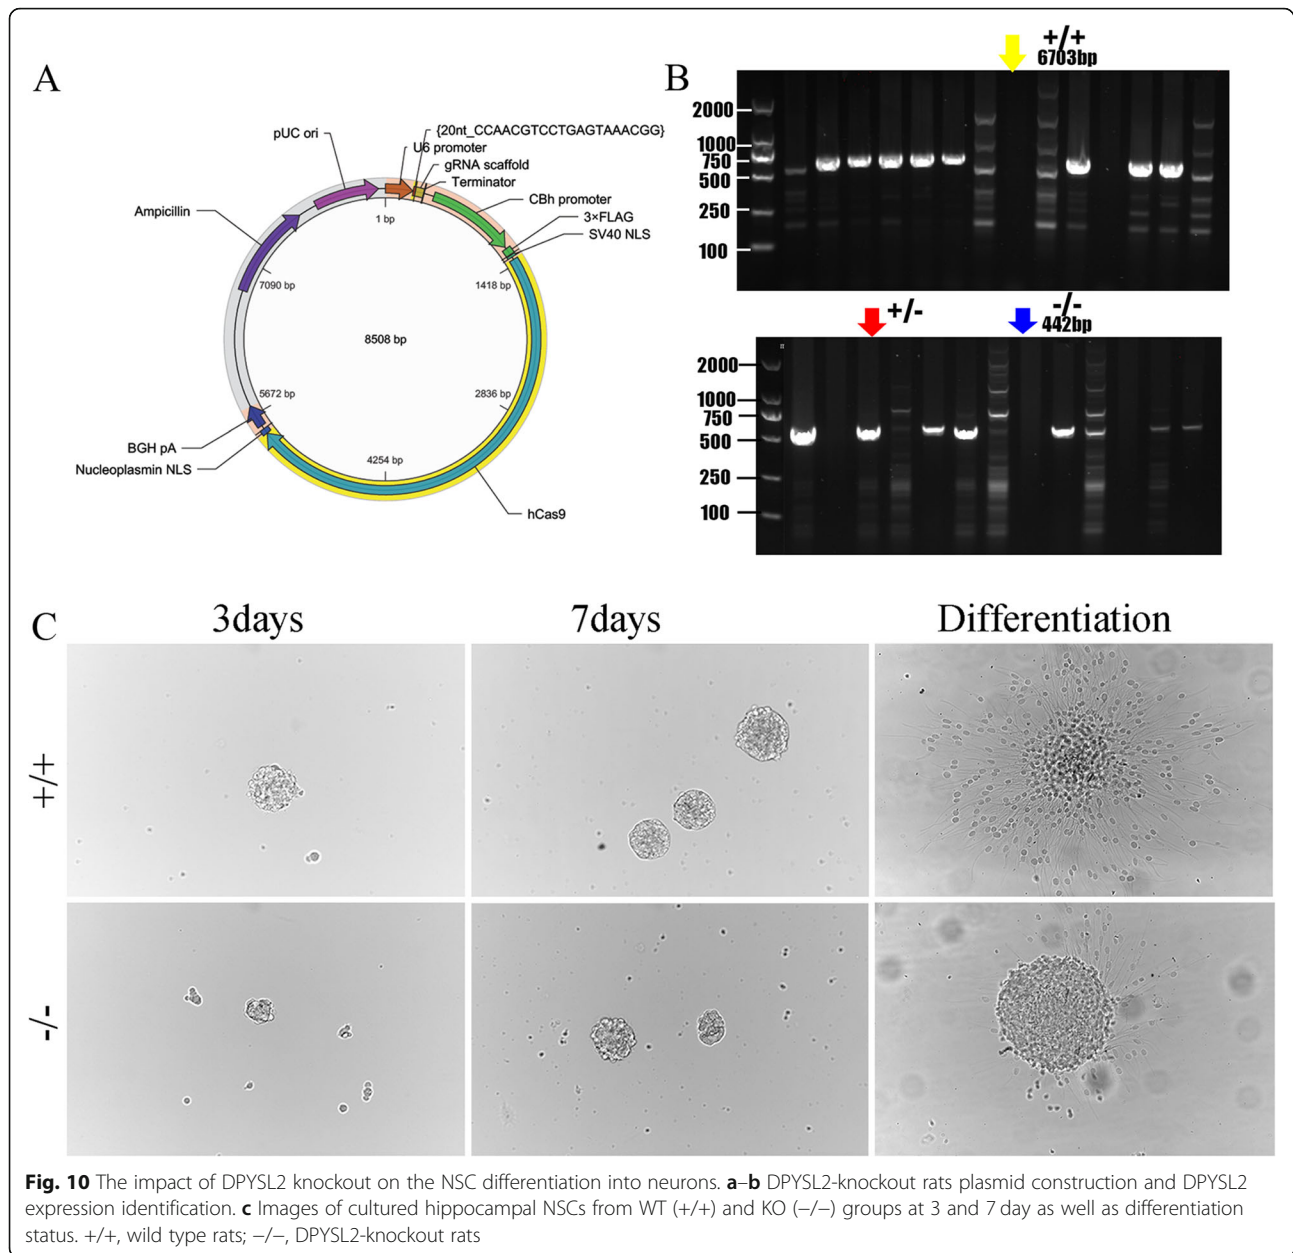 A
{20nt_CCAACGTCCTGAGTAAACGG}
pUC ori
U6 promoter
gRNA scaffold
Terminator
Ampicillin
CBh promoter
3×FLAG
SV40 NLS
1 bp
7090 bp
1418 bp
8508 bp
5672 bp
2836 bp
BGH pA
Nucleoplasmin NLS
4254 bp
hCas9
B
+/+
6703bp
2000
1000
750
500
250
100
+/-
-/-
442bp
2000
1000
750
500
250
100
C
3days
7days
Differentiation
+/+
-/-
Fig. 10 The impact of DPYSL2 knockout on the NSC differentiation into neurons. a–b DPYSL2-knockout rats plasmid construction and DPYSL2
expression identification. c Images of cultured hippocampal NSCs from WT (+/+) and KO (−/−) groups at 3 and 7 day as well as differentiation
status. +/+, wild type rats; −/−, DPYSL2-knockout rats